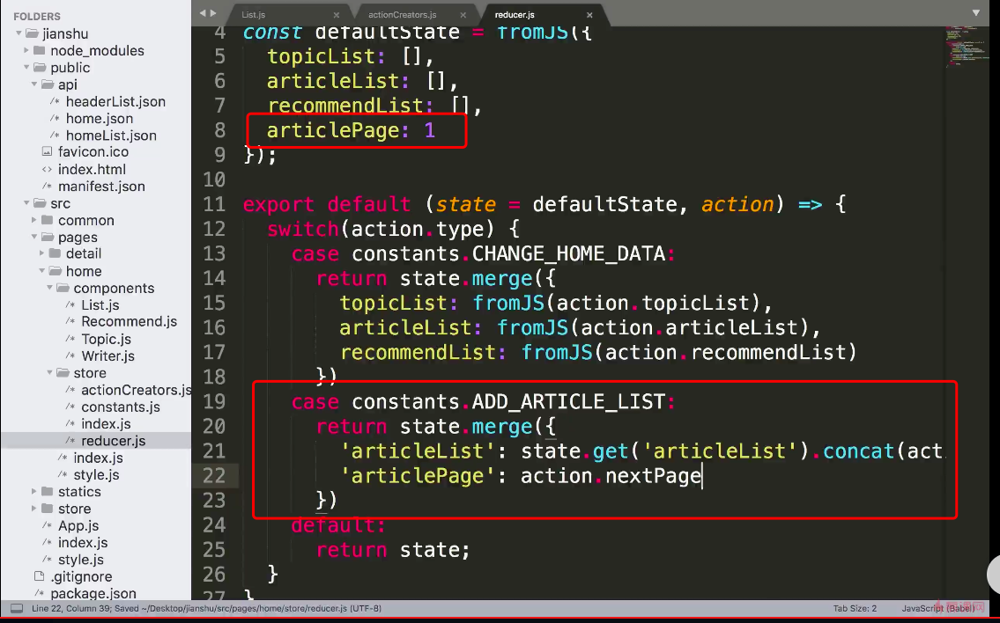 FOLDERS
jianshu
node_modules
public
api
headerList.json
home.json
homeList.json
favicon.ico
index.html
manifest.json
src
common
pages
detail
home
components
List.js
Recommend.js
Topic.js
Writer.js
store
actionCreators.js
constants.js
index.js
reducer.js
index.js
style.js
statics
store
App.js
index.js
style.js
.gitignore
package.json
List.js × actionCreators.js × reducer.js ×
4 const defaultState = fromJS({
5 topicList: [],
6 articleList: [],
7 recommendList: [],
8 articlePage: 1
9 });
10
11 export default (state = defaultState, action) => {
12 switch(action.type) {
13 case constants.CHANGE_HOME_DATA:
14 return state.merge({
15 topicList: fromJS(action.topicList),
16 articleList: fromJS(action.articleList),
17 recommendList: fromJS(action.recommendList)
18 })
19 case constants.ADD_ARTICLE_LIST:
20 return state.merge({
21 'articleList': state.get('articleList').concat(act
22 'articlePage': action.nextPage
23 })
24 default:
25 return state;
26 }
27 }
Line 22, Column 39; Saved ~/Desktop/jianshu/src/pages/home/store/reducer.js (UTF-8) Tab Size: 2 JavaScript (Babel)